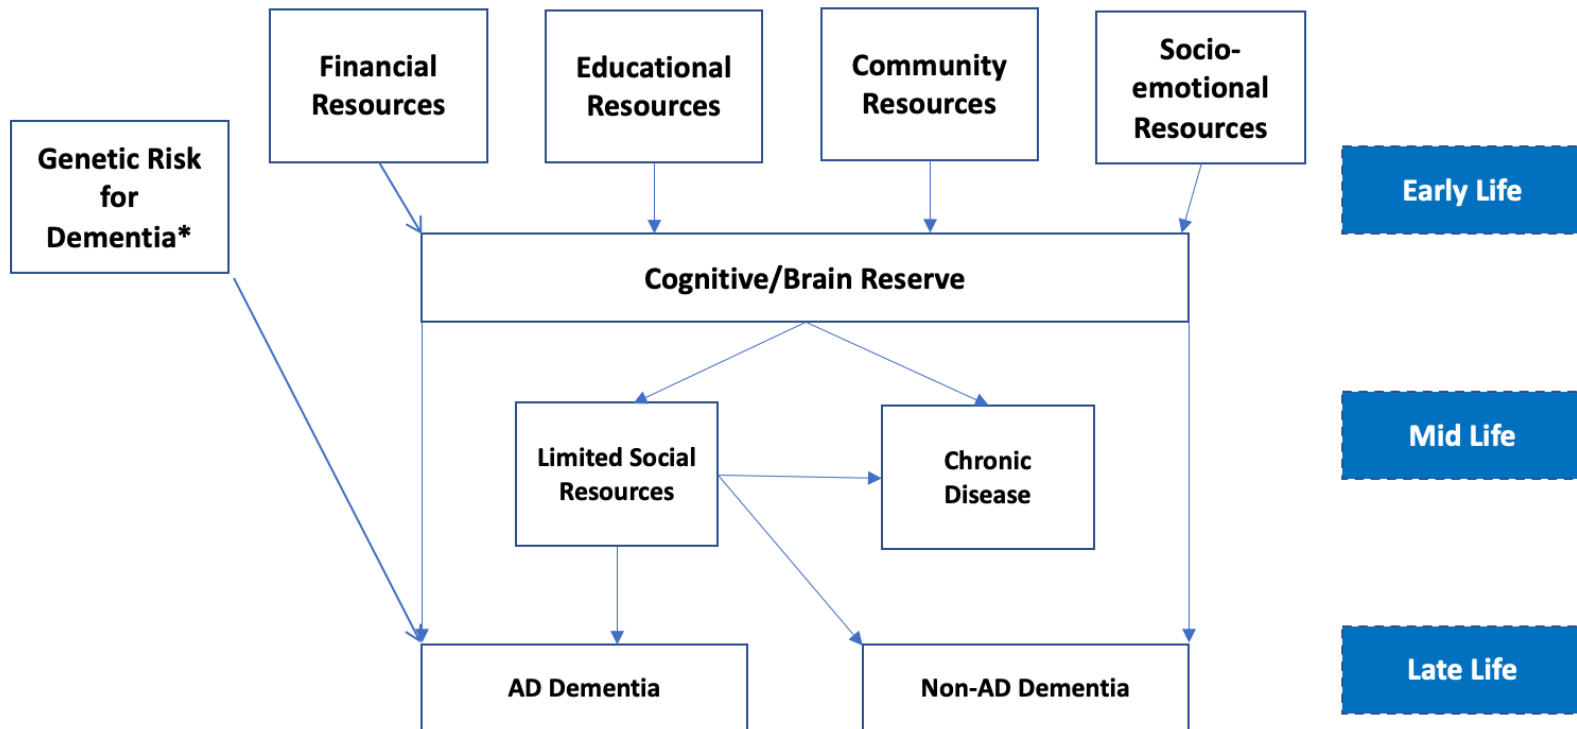 Financial
Resources
Educational
Resources
Community
Resources
Socio-
emotional
Resources
Genetic Risk
for
Dementia*
Early Life
Cognitive/Brain Reserve
Limited Social
Resources
Chronic
Disease
Mid Life
AD Dementia
Non-AD Dementia
Late Life